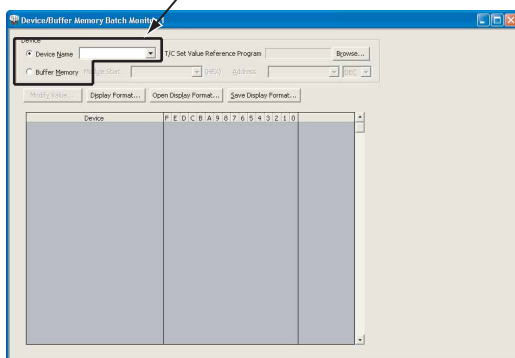 Device/Buffer Memory Batch Monitor
Device
Device Name
T/C Set Value Reference Program
Browse...
Buffer Memory
Module Start
(HEX)
Address
DEC
Modify Value...
Display Format...
Open Display Format...
Save Display Format...
Device
F E D C B A 9 8 7 6 5 4 3 2 1 0